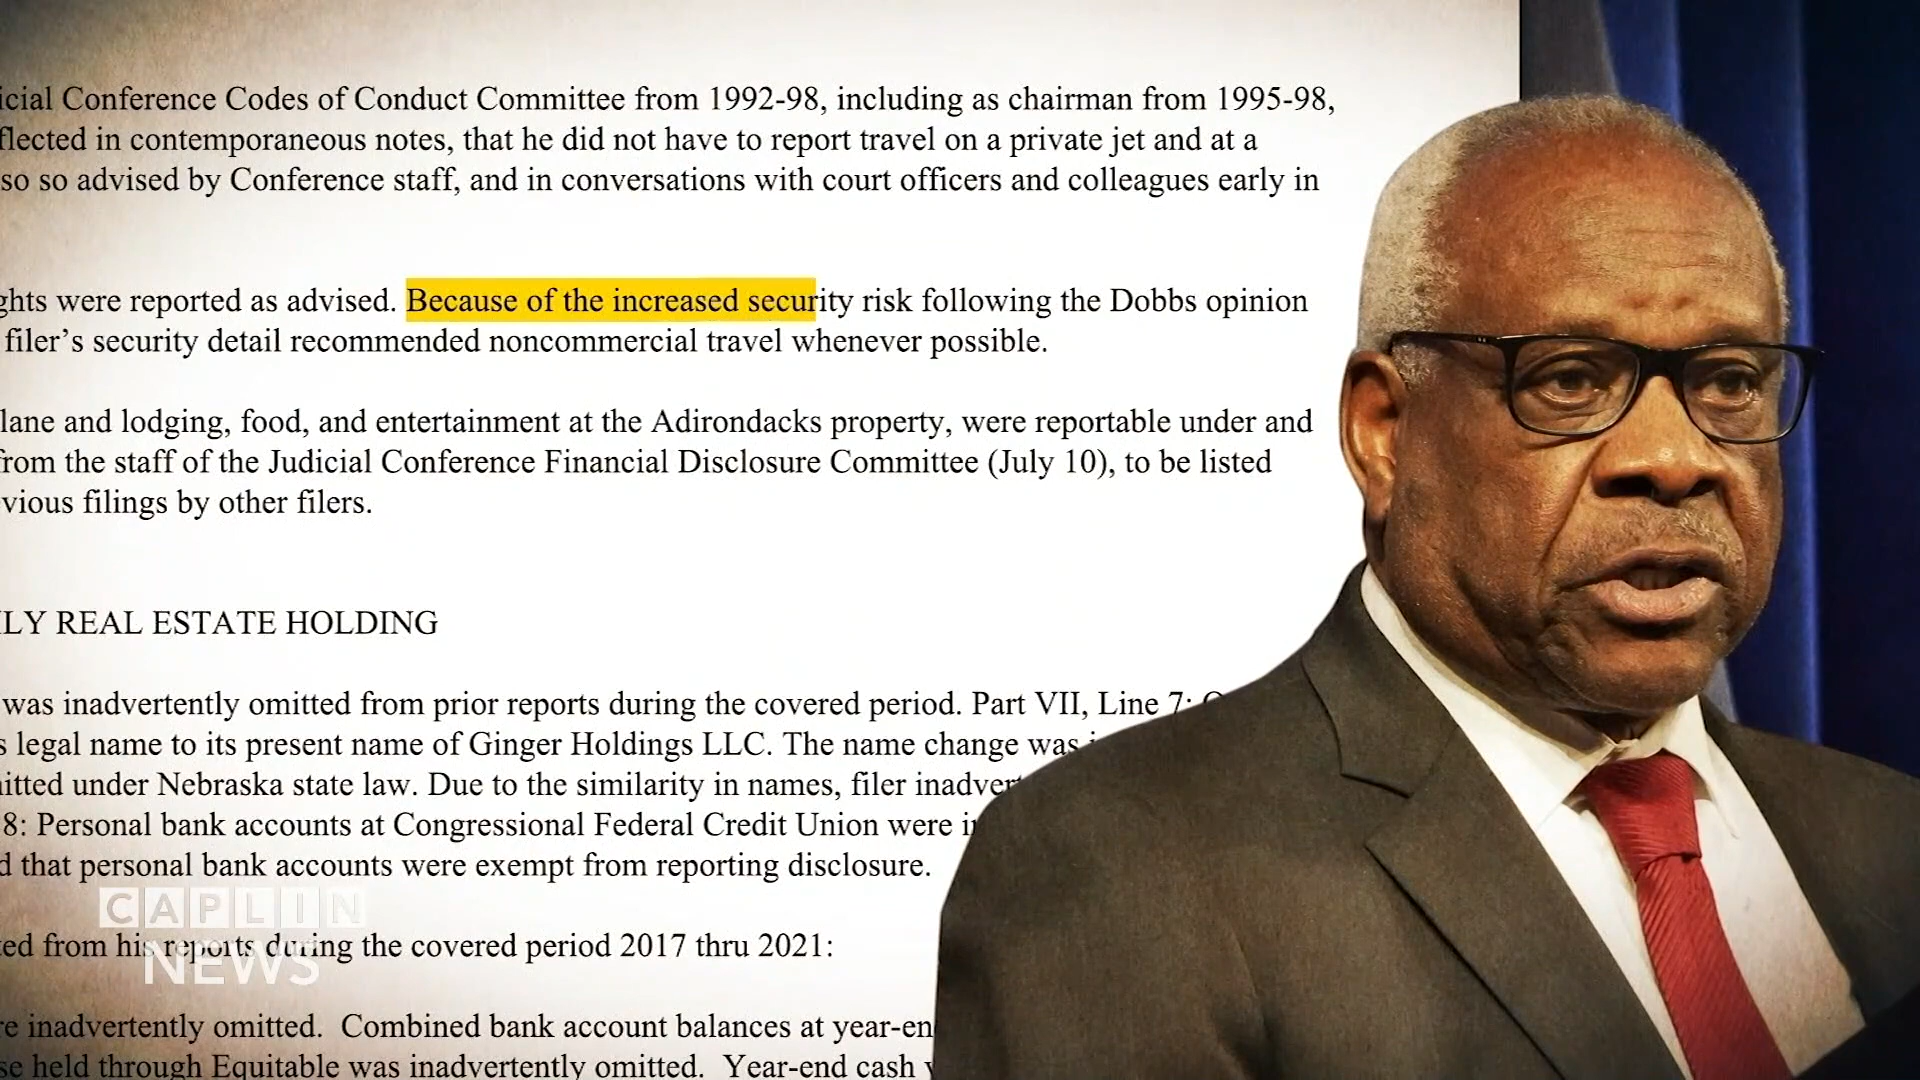 icial Conference Codes of Conduct Committee from 1992-98, including as chairman from 1995-98,
flected in contemporaneous notes, that he did not have to report travel on a private jet and at a
so so advised by Conference staff, and in conversations with court officers and colleagues early in
ghts were reported as advised. Because of the increased security risk following the Dobbs opinion
filer’s security detail recommended noncommercial travel whenever possible.
lane and lodging, food, and entertainment at the Adirondacks property, were reportable under and
from the staff of the Judicial Conference Financial Disclosure Committee (July 10), to be listed
vious filings by other filers.
ILY REAL ESTATE HOLDING
was inadvertently omitted from prior reports during the covered period. Part VII, Line 7:
s legal name to its present name of Ginger Holdings LLC. The name change was
itted under Nebraska state law. Due to the similarity in names, filer inadver
8: Personal bank accounts at Congressional Federal Credit Union were i
d that personal bank accounts were exempt from reporting disclosure.
CAPLIN
NEWS
ted from his reports during the covered period 2017 thru 2021:
re inadvertently omitted. Combined bank account balances at year-en
se held through Equitable was inadvertently omitted. Year-end cash